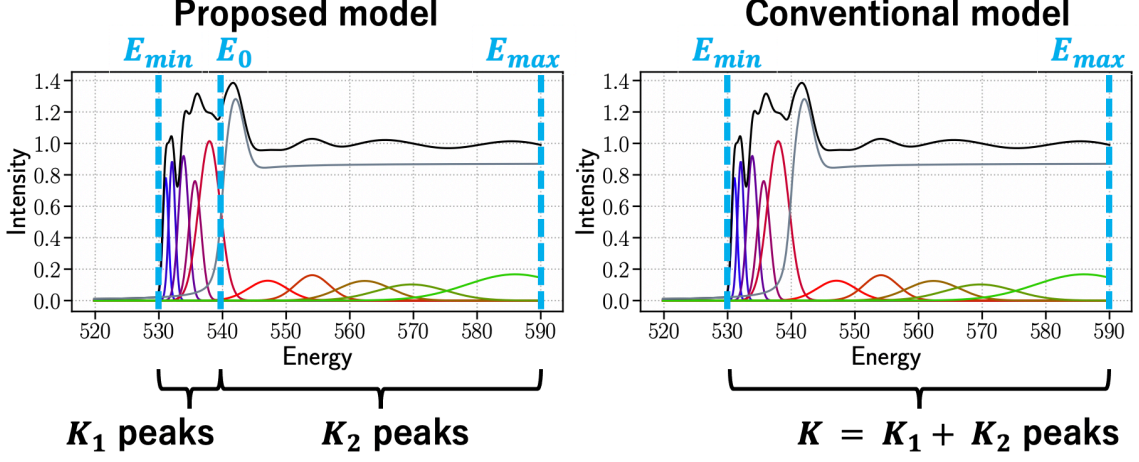 Proposed model
E_min E_0 E_max
1.4
1.2
1.0
0.8
0.6
0.4
0.2
0.0
Intensity
520 530 540 550 560 570 580 590
Energy
K_1 peaks K_2 peaks
Conventional model
E_min E_max
1.4
1.2
1.0
0.8
0.6
0.4
0.2
0.0
Intensity
520 530 540 550 560 570 580 590
Energy
K = K_1 + K_2 peaks